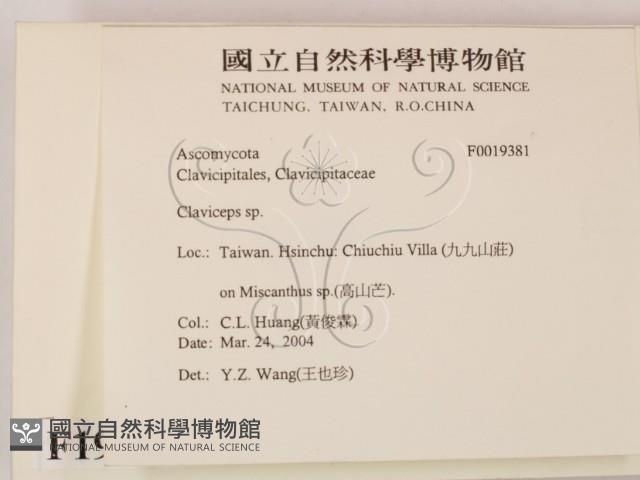 國立自然科學博物館
NATIONAL MUSEUM OF NATURAL SCIENCE
TAICHUNG, TAIWAN, R.O.CHINA
Ascomycota F0019381
Clavicipitales, Clavicipitaceae
Claviceps sp.
Loc.: Taiwan. Hsinchu: Chiuchiu Villa (九九山莊)
on Miscanthus sp.(高山芒).
Col.: C.L. Huang(黃俊霖)
Date: Mar. 24, 2004
Det.: Y.Z. Wang(王也珍)
國立自然科學博物館
NATIONAL MUSEUM OF NATURAL SCIENCE